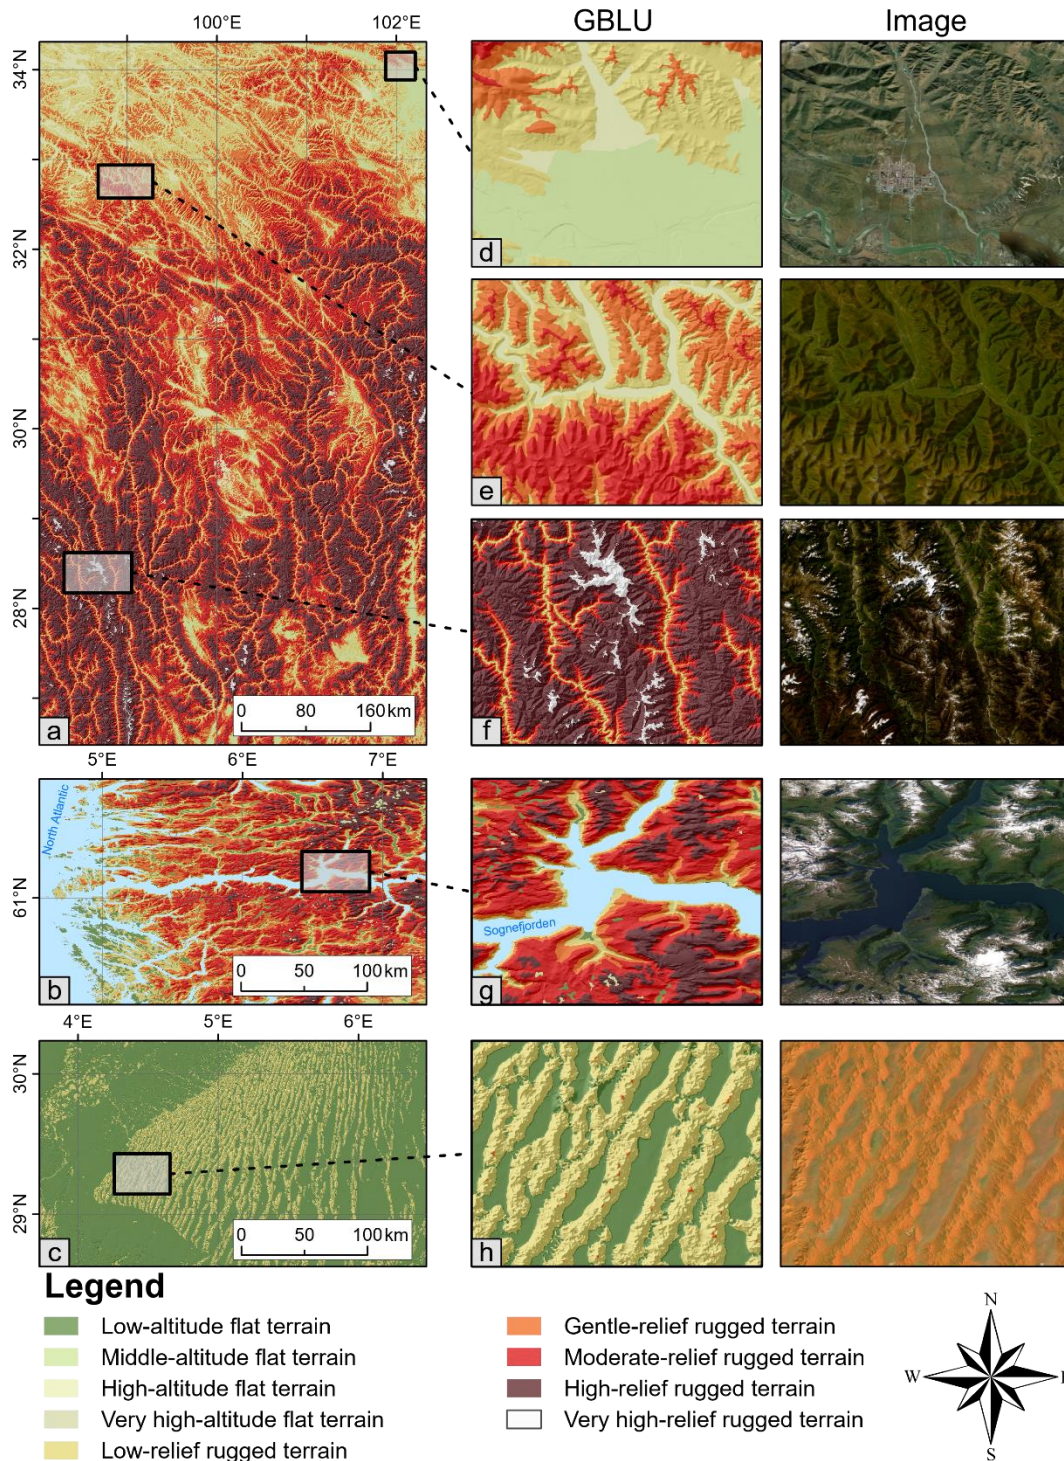 100°E 102°E GBLU Image
34°N
32°N
30°N
28°N
a
0 80 160 km
d
e
f
5°E 6°E 7°E
North Atlantic
61°N
b
0 50 100 km
Sognefjorden
g
4°E 5°E 6°E
30°N
29°N
c
0 50 100 km
h
Legend
Low-altitude flat terrain
Middle-altitude flat terrain
High-altitude flat terrain
Very high-altitude flat terrain
Low-relief rugged terrain
Gentle-relief rugged terrain
Moderate-relief rugged terrain
High-relief rugged terrain
Very high-relief rugged terrain
N
W E
S